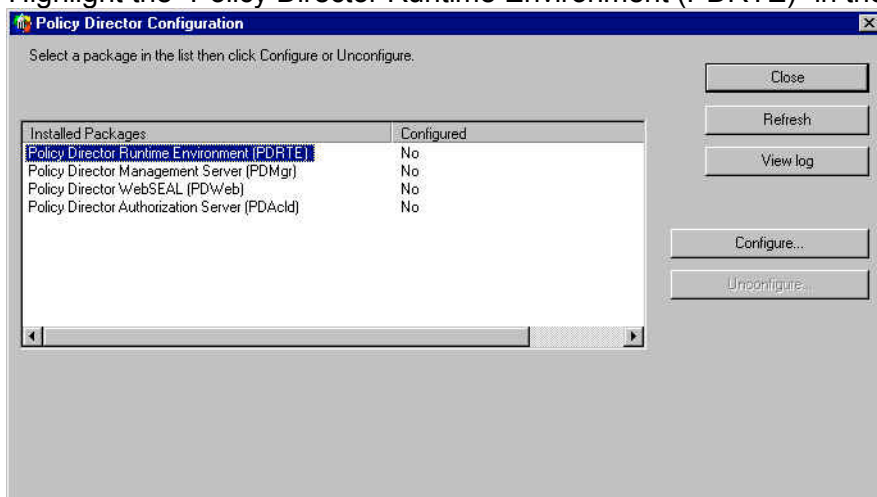 Highlight the "Policy Director Runtime Environment (PDRTE)" in the
Policy Director Configuration
Select a package in the list then click Configure or Unconfigure.
Close
Refresh
View log
Installed Packages Configured
Policy Director Runtime Environment (PDRTE) No
Policy Director Management Server (PDMgr) No
Policy Director WebSEAL (PDWeb) No
Policy Director Authorization Server (PDAcld) No
Configure...
Unconfigure...